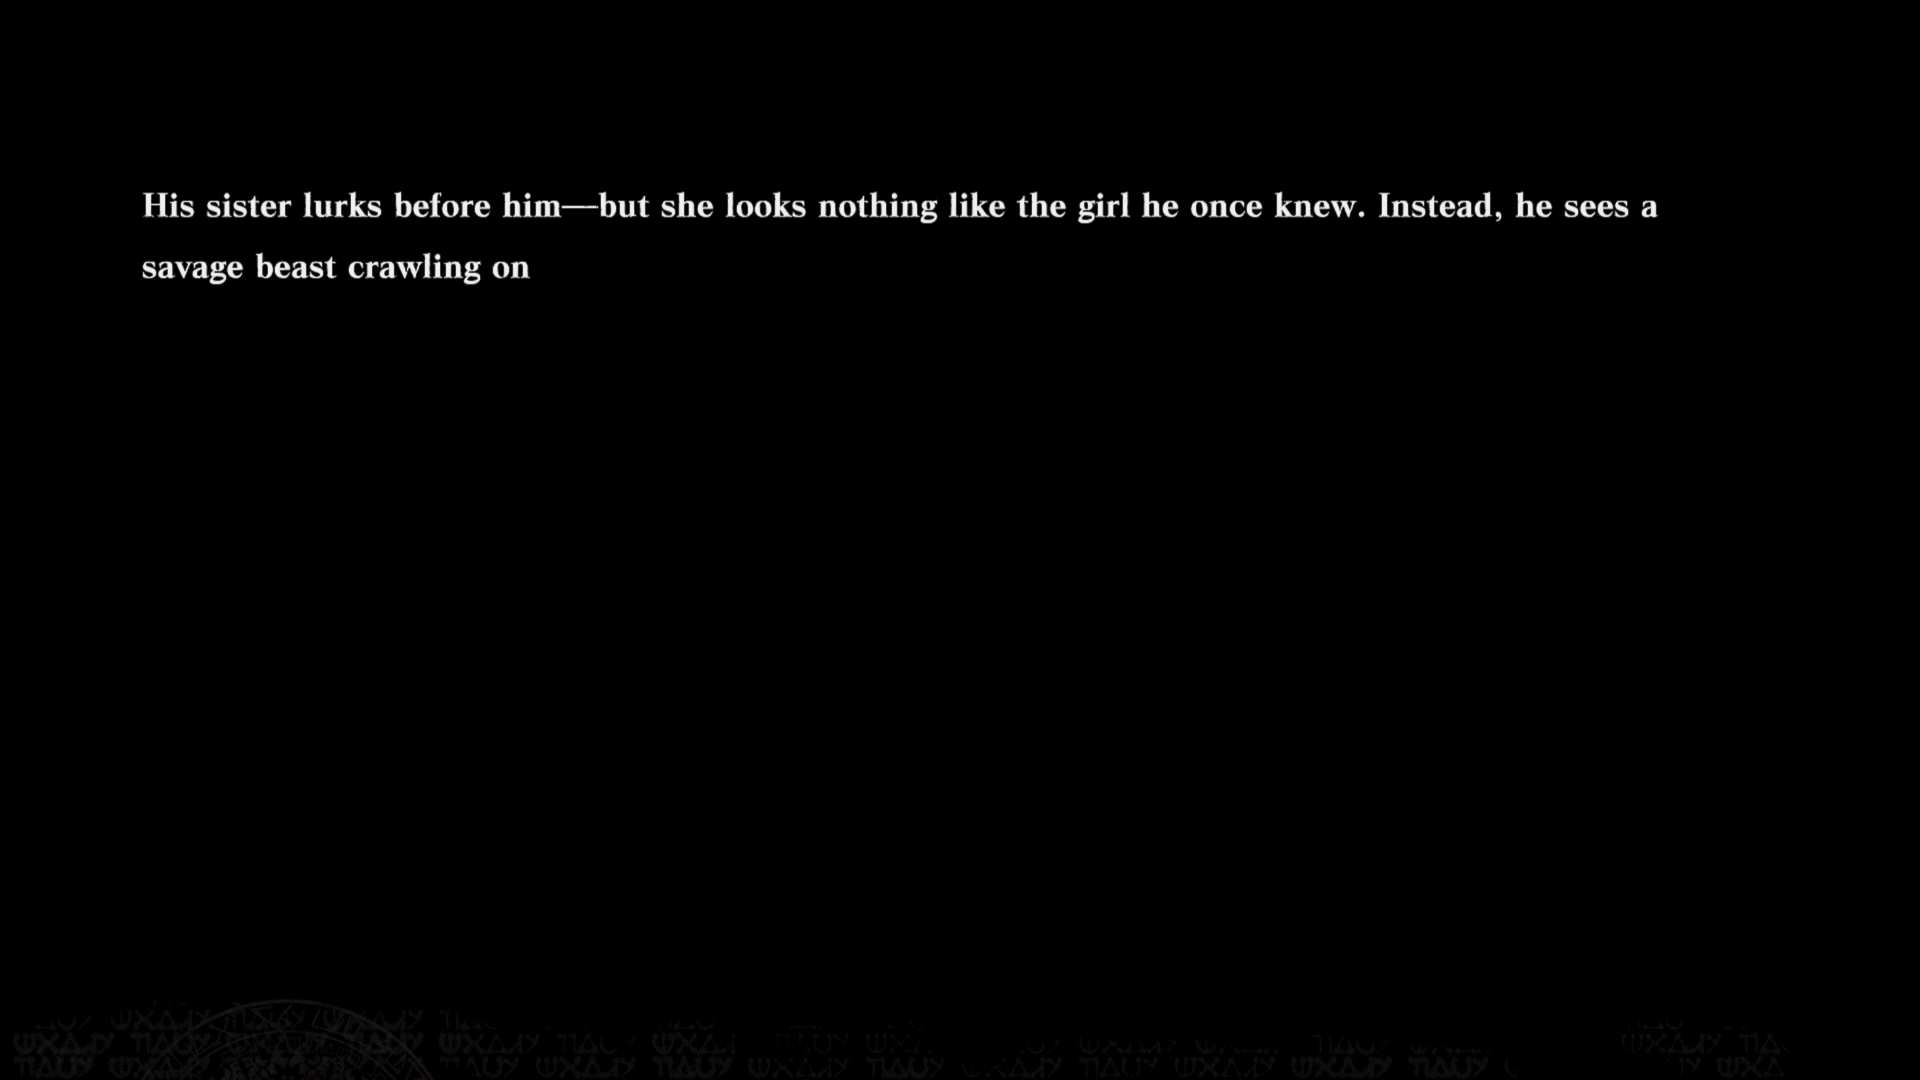 His sister lurks before him—but she looks nothing like the girl he once knew. Instead, he sees a
savage beast crawling on